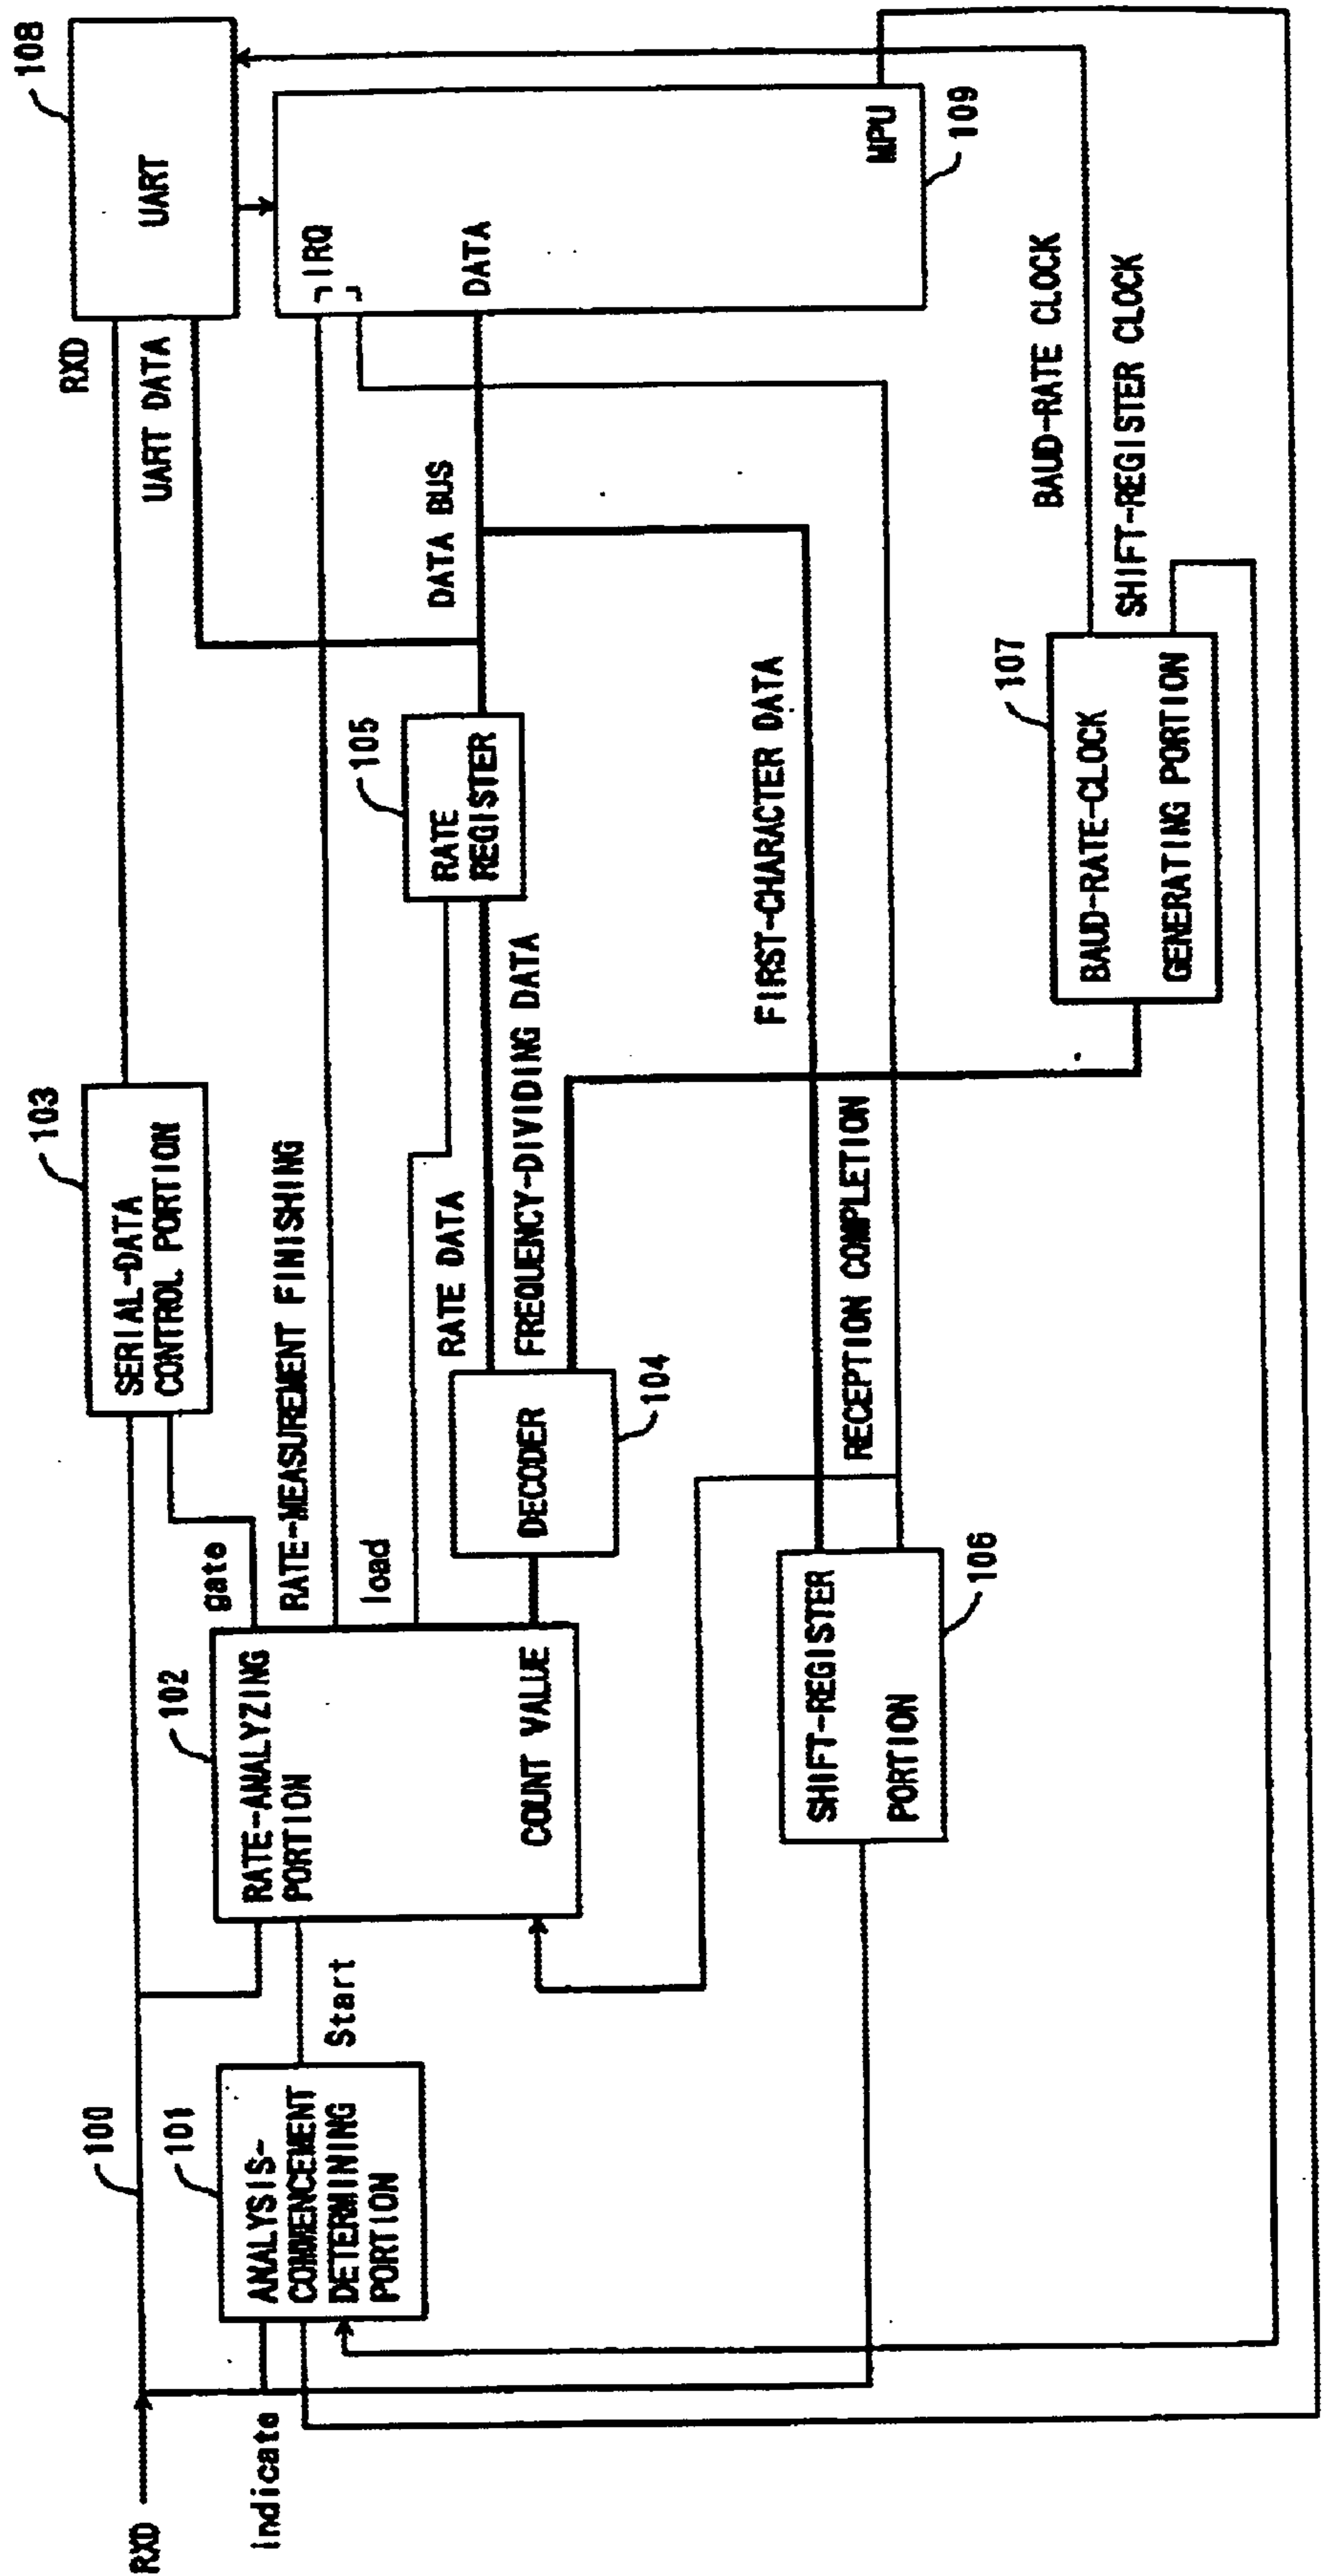 RXD
Indicate
100
101
ANALYSIS-
COMMENCEMENT
DETERMINING
PORTION
Start
102
RATE-ANALYZING
PORTION
COUNT VALUE
gate
RATE-MEASUREMENT FINISHING
load
103
SERIAL-DATA
CONTROL PORTION
RATE DATA
FREQUENCY-DIVIDING DATA
DECODER
104
105
RATE
REGISTER
SHIFT-REGISTER
PORTION
106
RECEPTION COMPLETION
FIRST-CHARACTER DATA
DATA BUS
107
BAUD-RATE-CLOCK
GENERATING PORTION
BAUD-RATE CLOCK
SHIFT-REGISTER CLOCK
RXD
UART DATA
108
UART
IRQ
DATA
MPU
109